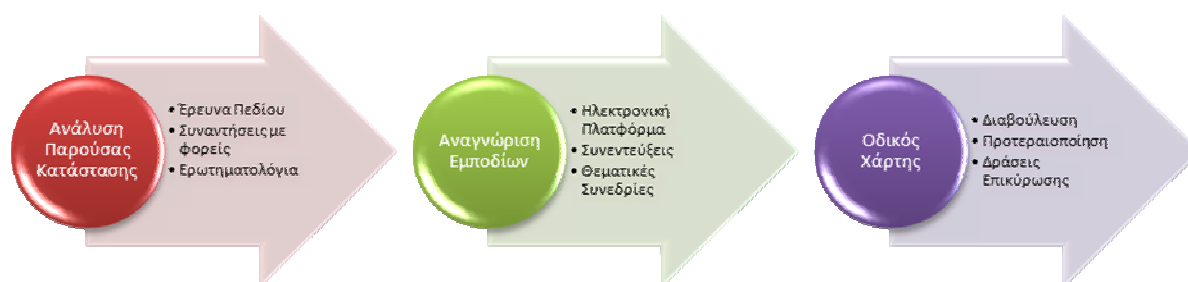 Ανάλυση
Παρούσας
Κατάστασης
• Έρευνα Πεδίου
• Συναντήσεις με
φορείς
• Ερωτηματολόγια
Αναγνώριση
Εμποδίων
• Ηλεκτρονική
Πλατφόρμα
• Συνεντεύξεις
• Θεματικές
Συνεδρίες
Οδικός
Χάρτης
• Διαβούλευση
• Προτεραιοποίηση
• Δράσεις
Επικύρωσης